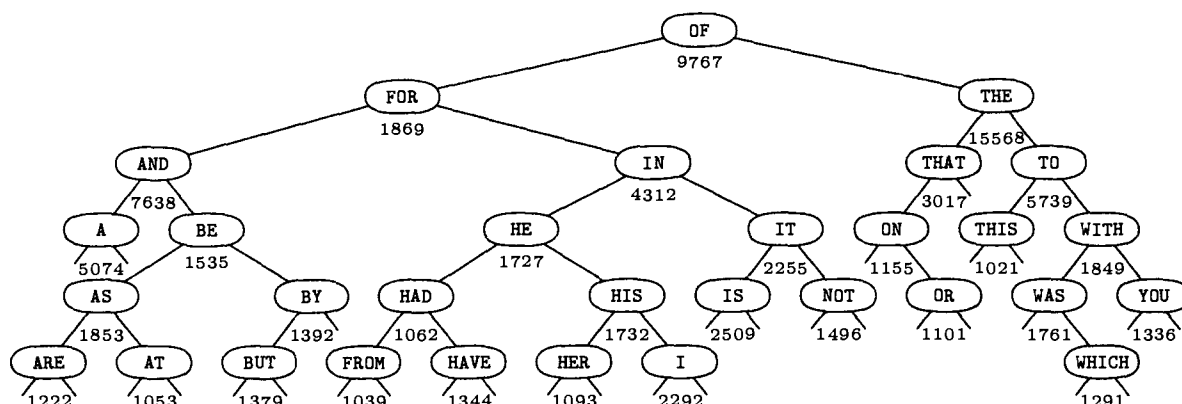 OF
9767
FOR THE
1869 15568
AND IN THAT TO
7638 4312 3017 5739
A BE HE IT ON THIS WITH
5074 1535 1727 2255 1155 1021 1849
AS BY HAD HIS IS NOT OR WAS YOU
1853 1392 1062 1732 2509 1496 1101 1761 1336
ARE AT BUT FROM HAVE HER I WHICH
1222 1053 1379 1039 1344 1093 2292 1291